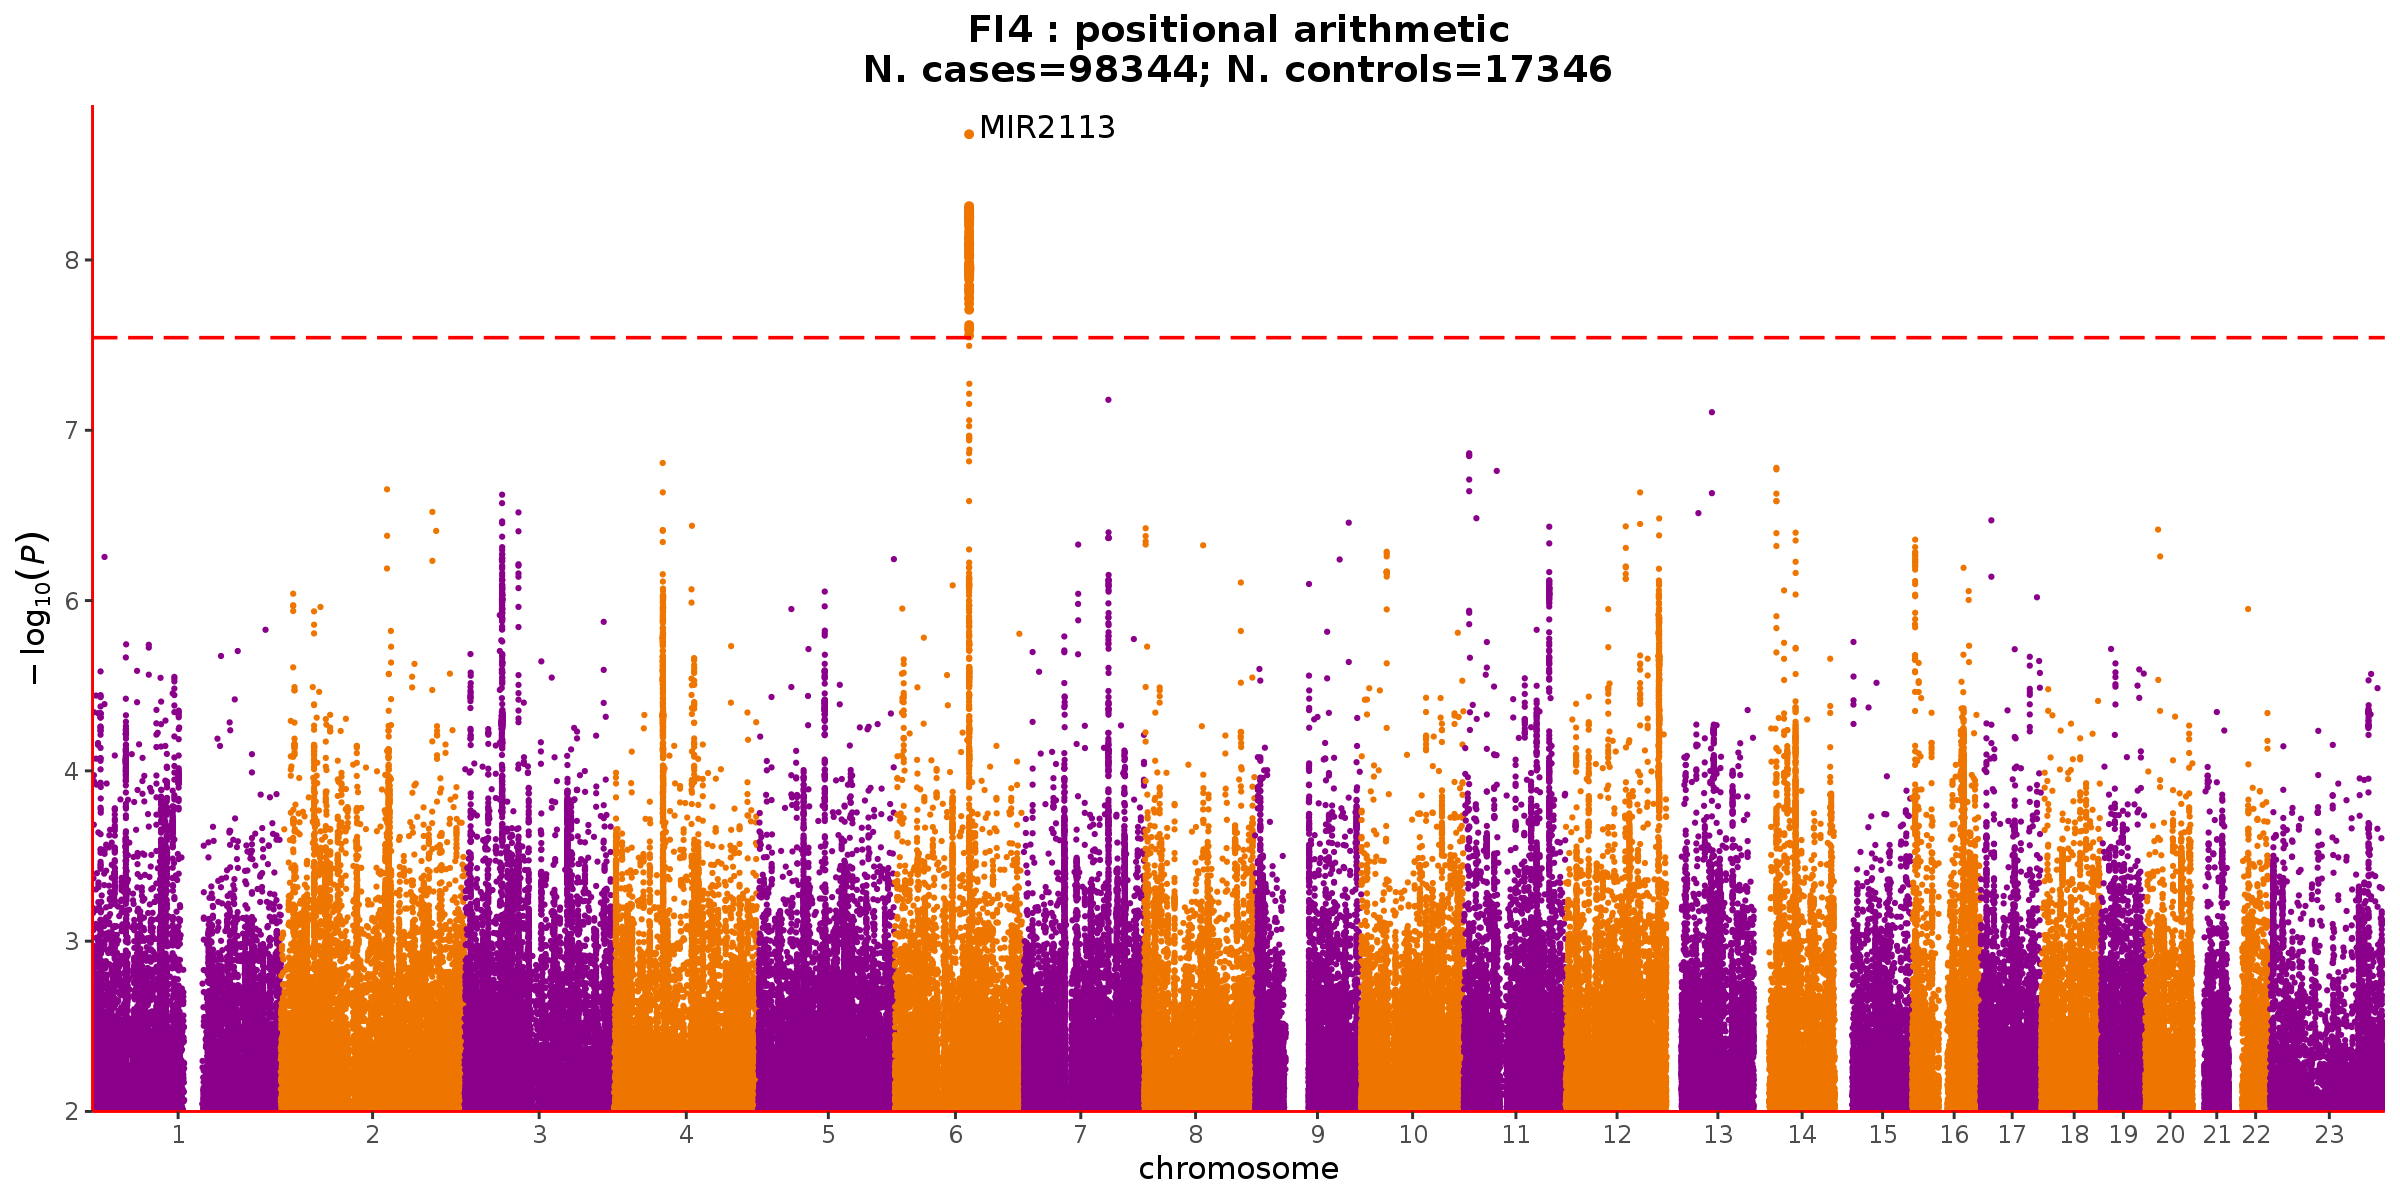 FI4 : positional arithmetic
N. cases=98344; N. controls=17346
MIR2113
8
7
6
5
4
3
2
−log₁₀(P)
1 2 3 4 5 6 7 8 9 10 11 12 13 14 15 16 17 18 19 20 21 22 23
chromosome